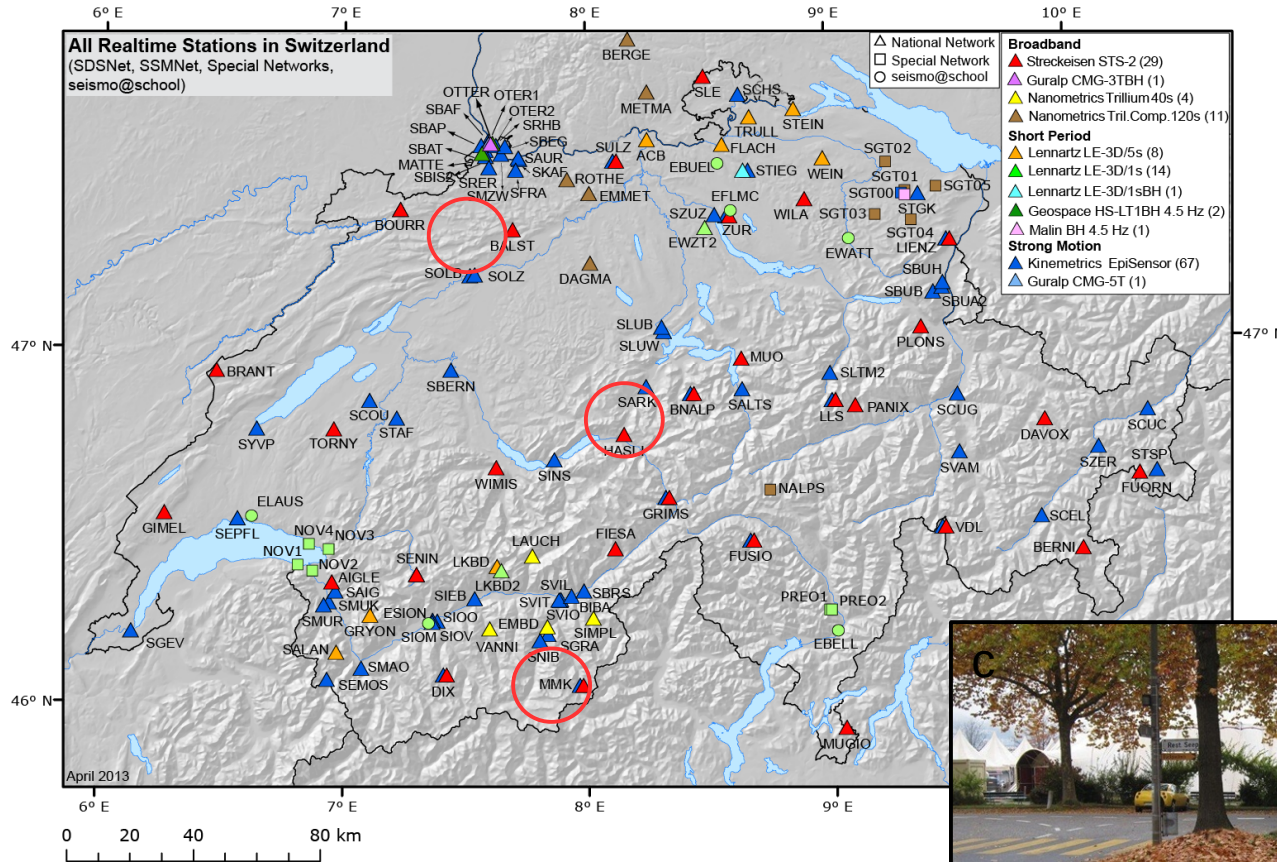 6° E
7° E
8° E
9° E
10° E
All Realtime Stations in Switzerland
(SDSNet, SSMNet, Special Networks,
seismo@school)
National Network
Special Network
seismo@school
Broadband
Streckeisen STS-2 (29)
Guralp CMG-3TBH (1)
Nanometrics Trillium40s (4)
Nanometrics Tril.Comp.120s (11)
Short Period
Lennartz LE-3D/5s (8)
Lennartz LE-3D/1s (14)
Lennartz LE-3D/1sBH (1)
Geospace HS-LT1BH 4.5 Hz (2)
Malin BH 4.5 Hz (1)
Strong Motion
Kinemetrics EpiSensor (67)
Guralp CMG-5T (1)
BERGE
METMA
SLE
SCHS
TRULL
STEIN
OTTER
OTER1
OTER2
SBAF
SRHB
SBAP
SBEG
SBAT
SULZ
SAUR
MATTE
SKAF
SBIS2
SRER
SFRA
SMZW
ROTHE
EMMET
ACB
FLACH
EBUEL
STIEG
WEIN
SGT02
SGT01
SGT00
SGT05
STGK
SGT03
SGT04
LIENZ
EFLMC
SZUZ
ZUR
EWZT2
WILA
EWATT
BOURR
BALST
SOLB
SOLZ
DAGMA
SBUH
SBUB
SBUA2
SLUB
SLUW
PLONS
47° N
47° N
BRANT
SBERN
MUO
SLTM2
SCOU
STAF
SARK
BNALP
SALTS
LLS
PANIX
SCUG
SYVP
TORNY
HASLI
DAVOX
SCUC
SZER
STSP
FUORN
WIMIS
SINS
SVAM
NALPS
GRIMS
GIMEL
SEPFL
ELAUS
NOV4
NOV3
NOV1
NOV2
AIGLE
SAIG
SENIN
LAUCH
FIESA
LKBD
LKBD2
FUSIO
VDL
SCEL
BERNI
SMUK
SMUR
GRYON
ESION
SIOO
SIOM
SIOV
SIEB
SVIL
SVIT
SVIO
SBRS
BIBA
EMBD
SIMPL
VANNI
SGRA
SNIB
PREO1
PREO2
EBELL
SGEV
SALAN
SMAO
SEMOS
DIX
MMK
46° N
MUGIO
April 2013
6° E
7° E
8° E
9° E
0
20
40
80 km
C